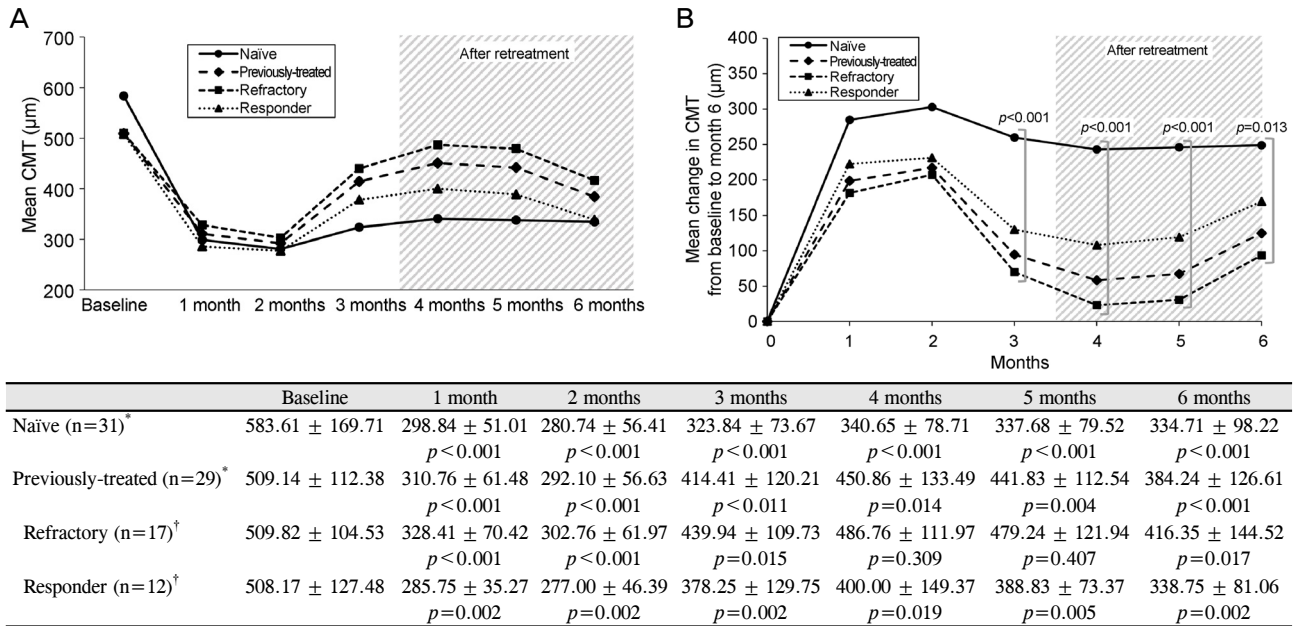 A
700
600
500
400
300
200
Mean CMT (μm)
Naïve
Previously-treated
Refractory
Responder
After retreatment
Baseline 1 month 2 months 3 months 4 months 5 months 6 months
B
400
350
300
250
200
150
100
50
0
Mean change in CMT
from baseline to month 6 (μm)
Naïve
Previously-treated
Refractory
Responder
After retreatment
p<0.001
p<0.001
p<0.001
p=0.013
0 1 2 3 4 5 6
Months
Baseline 1 month 2 months 3 months 4 months 5 months 6 months
Naïve (n=31)* 583.61 ± 169.71 298.84 ± 51.01 280.74 ± 56.41 323.84 ± 73.67 340.65 ± 78.71 337.68 ± 79.52 334.71 ± 98.22
p<0.001 p<0.001 p<0.001 p<0.001 p<0.001 p<0.001
Previously-treated (n=29)* 509.14 ± 112.38 310.76 ± 61.48 292.10 ± 56.63 414.41 ± 120.21 450.86 ± 133.49 441.83 ± 112.54 384.24 ± 126.61
p<0.001 p<0.001 p<0.011 p=0.014 p=0.004 p<0.001
Refractory (n=17)† 509.82 ± 104.53 328.41 ± 70.42 302.76 ± 61.97 439.94 ± 109.73 486.76 ± 111.97 479.24 ± 121.94 416.35 ± 144.52
p<0.001 p<0.001 p=0.015 p=0.309 p=0.407 p=0.017
Responder (n=12)† 508.17 ± 127.48 285.75 ± 35.27 277.00 ± 46.39 378.25 ± 129.75 400.00 ± 149.37 388.83 ± 73.37 338.75 ± 81.06
p=0.002 p=0.002 p=0.002 p=0.019 p=0.005 p=0.002